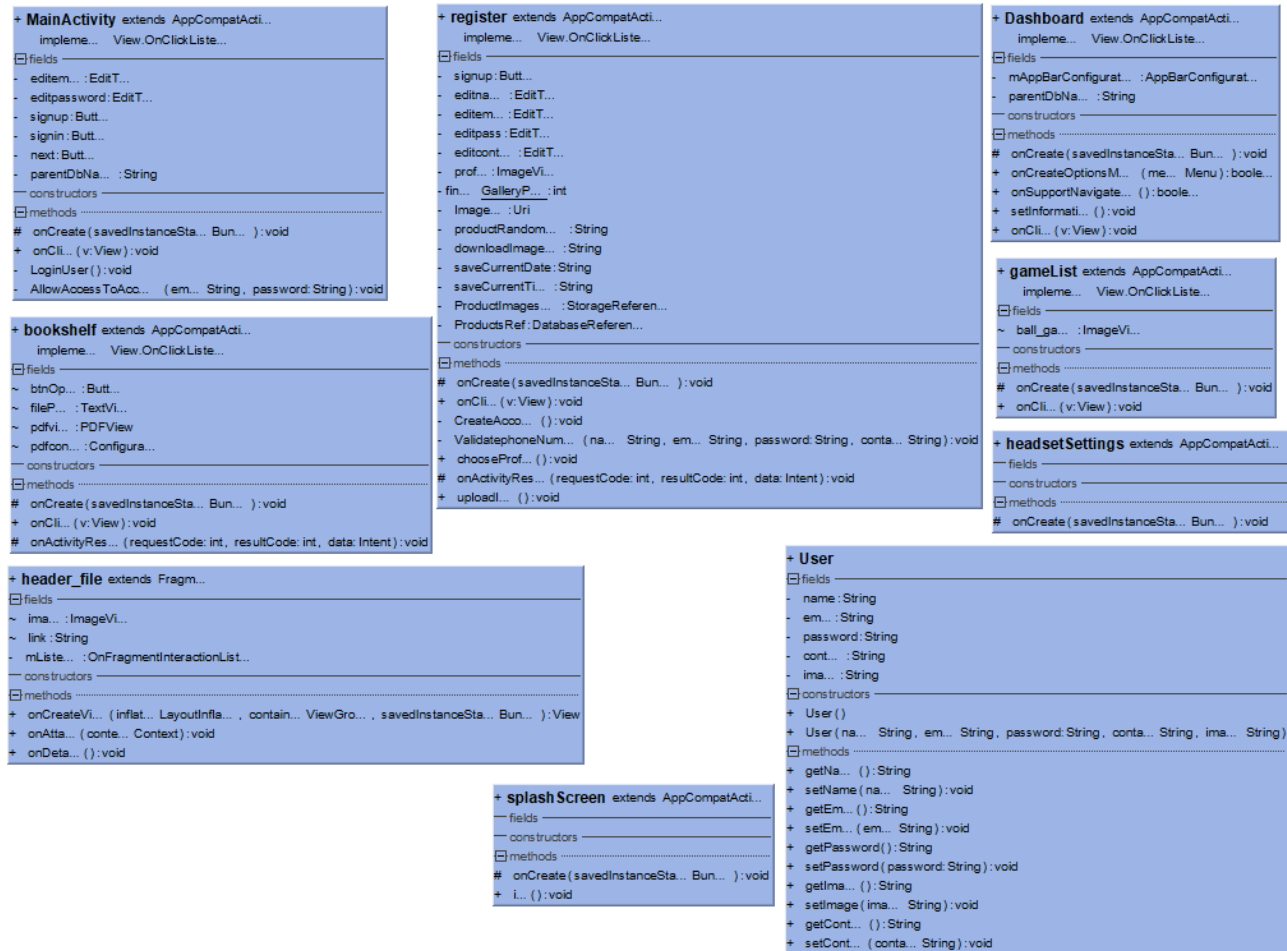 + MainActivity extends AppCompatActi...
impleme... View.OnClickListe...
fields
- editem... :EditT...
- editpassword:EditT...
- signup:Butt...
- signin:Butt...
- next:Butt...
- parentDbNa... :String
constructors
methods
# onCreate(savedInstanceSta... Bun... ):void
+ onCli... (v:View):void
- LoginUser():void
- AllowAccessToAcc... (em... String, password:String):void
+ register extends AppCompatActi...
impleme... View.OnClickListe...
fields
- signup:Butt...
- editna... :EditT...
- editem... :EditT...
- editpass:EditT...
- editcont... :EditT...
- prof... :ImageVi...
- fin... GalleryP... :int
- Image... :Uri
- productRandom... :String
- downloadImage... :String
- saveCurrentDate:String
- saveCurrentTi... :String
- ProductImages... :StorageReferen...
- ProductsRef:DatabaseReferen...
constructors
methods
# onCreate(savedInstanceSta... Bun... ):void
+ onCli... (v:View):void
- CreateAcco... ():void
- ValidatephoneNum... (na... String, em... String, password:String, conta... String):void
+ chooseProf... ():void
# onActivityRes... (requestCode:int, resultCode:int, data:Intent):void
+ uploadI... ():void
+ Dashboard extends AppCompatActi...
impleme... View.OnClickListe...
fields
- mAppBarConfigurat... :AppBarConfigurat...
- parentDbNa... :String
constructors
methods
# onCreate(savedInstanceSta... Bun... ):void
+ onCreateOptionsM... (me... Menu):boole...
+ onSupportNavigate... ():boole...
+ setInformati... ():void
+ onCli... (v:View):void
+ gameList extends AppCompatActi...
impleme... View.OnClickListe...
fields
~ ball_ga... :ImageVi...
constructors
methods
# onCreate(savedInstanceSta... Bun... ):void
+ onCli... (v:View):void
+ bookshelf extends AppCompatActi...
impleme... View.OnClickListe...
fields
~ btnOp... :Butt...
~ fileP... :TextVi...
~ pdfvi... :PDFView
~ pdfcon... :Configura...
constructors
methods
# onCreate(savedInstanceSta... Bun... ):void
+ onCli... (v:View):void
# onActivityRes... (requestCode:int, resultCode:int, data:Intent):void
+ headsetSettings extends AppCompatActi...
fields
constructors
methods
# onCreate(savedInstanceSta... Bun... ):void
+ header_file extends Fragm...
fields
~ ima... :ImageVi...
~ link:String
- mListe... :OnFragmentInteractionList...
constructors
methods
+ onCreateVi... (inflat... LayoutInfla... , contain... ViewGro... , savedInstanceSta... Bun... ):View
+ onAtta... (conte... Context):void
+ onDeta... ():void
+ User
fields
- name:String
- em... :String
- password:String
- cont... :String
- ima... :String
constructors
+ User()
+ User(na... String, em... String, password:String, conta... String, ima... String)
methods
+ getNa... ():String
+ setName(na... String):void
+ getEm... ():String
+ setEm... (em... String):void
+ getPassword():String
+ setPassword(password:String):void
+ getIma... ():String
+ setImage(ima... String):void
+ getCont... ():String
+ setCont... (conta... String):void
+ splashScreen extends AppCompatActi...
fields
constructors
methods
# onCreate(savedInstanceSta... Bun... ):void
+ i... ():void